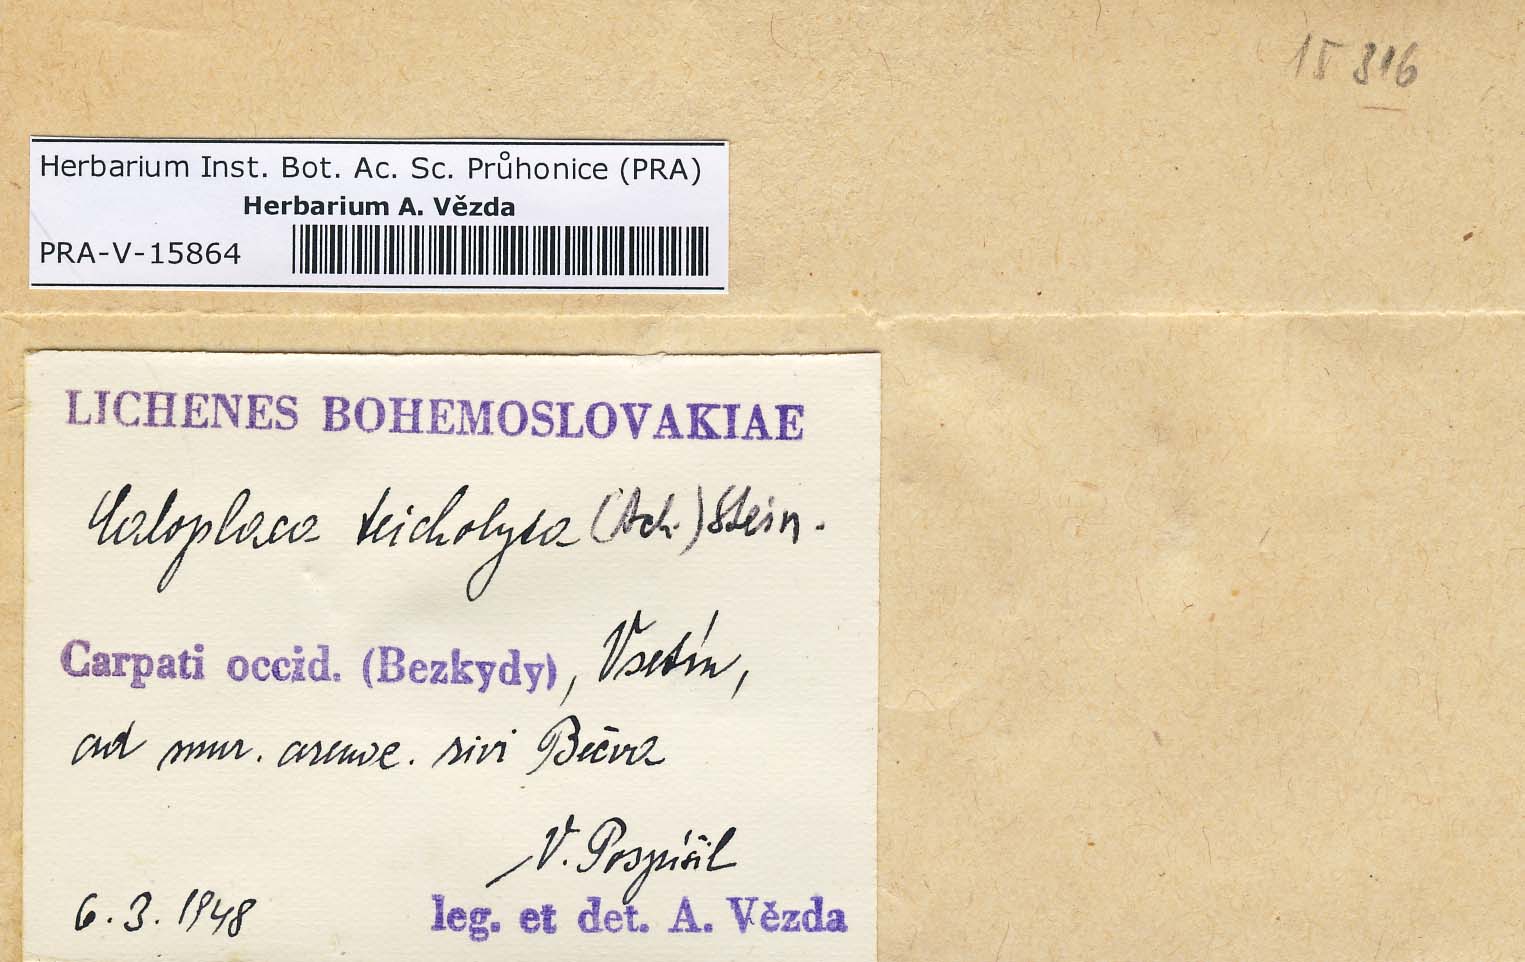 15316
Herbarium Inst. Bot. Ac. Sc. Průhonice (PRA)
Herbarium A. Vězda
PRA-V-15864
LICHENES BOHEMOSLOVAKIAE
Caloplaca teicholyta (Ach.) Stein.
Carpati occid. (Bezkydy), Vsetín,
ad mur. arenac. rivi Bečva
V. Pospíšil
6.3.1948 leg. et det. A. Vězda